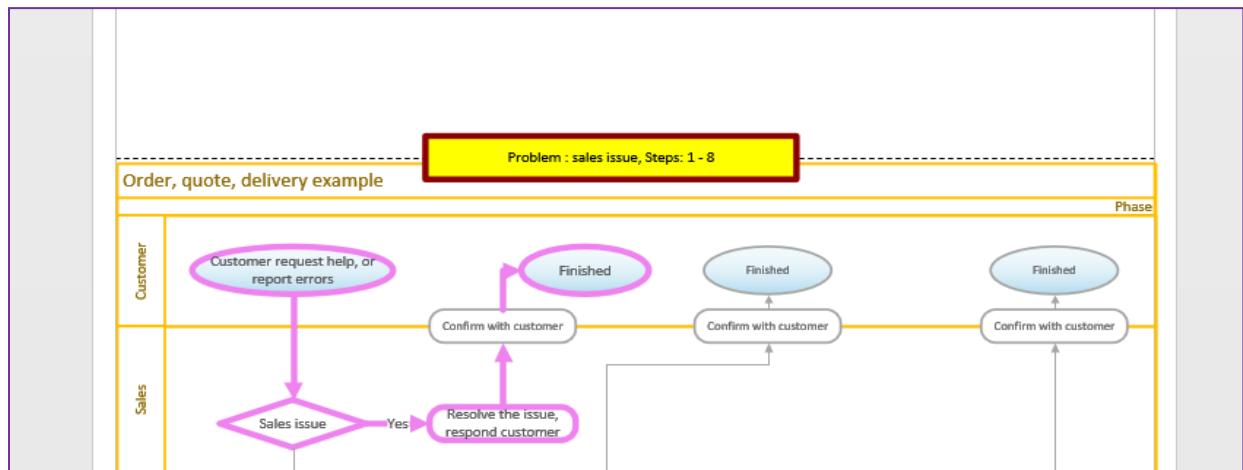 Problem : sales issue, Steps: 1 - 8
Order, quote, delivery example
Phase
Customer
Customer request help, or
report errors
Finished
Finished
Finished
Confirm with customer
Confirm with customer
Confirm with customer
Sales
Sales issue
Yes
Resolve the issue,
respond customer